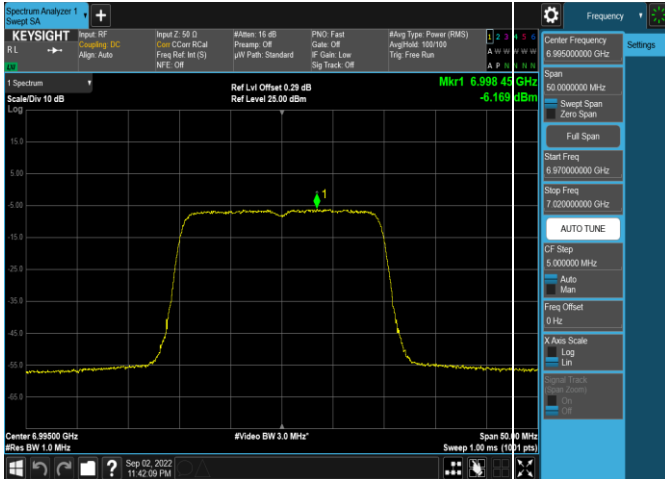 Spectrum Analyzer 1
Swept SA
+
Frequency
KEYSIGHT
RL
Input: RF
Coupling: DC
Align: Auto
Input Z: 50 Ω
Corr CCorr RCal
Freq Ref: Int (S)
NFE: Off
#Atten: 16 dB
Preamp: Off
µW Path: Standard
PNO: Fast
Gate: Off
IF Gain: Low
Sig Track: Off
#Avg Type: Power (RMS)
Avg|Hold: 100/100
Trig: Free Run
1 2 3 4 5 6
A W W W W W
A P N N N N
1 Spectrum
Scale/Div 10 dB
Log
Ref Lvl Offset 0.29 dB
Ref Level 25.00 dBm
Mkr1 6.998 45 GHz
-6.169 dBm
15.0
5.00
-5.00
-15.0
-25.0
-35.0
-45.0
-55.0
-65.0
1
Center 6.99500 GHz
#Res BW 1.0 MHz
#Video BW 3.0 MHz*
Span 50.00 MHz
Sweep 1.00 ms (1001 pts)
?
Sep 02, 2022
11:42:09 PM
Center Frequency
6.995000000 GHz
Settings
Span
50.0000000 MHz
Swept Span
Zero Span
Full Span
Start Freq
6.970000000 GHz
Stop Freq
7.020000000 GHz
AUTO TUNE
CF Step
5.000000 MHz
Auto
Man
Freq Offset
0 Hz
X Axis Scale
Log
Lin
Signal Track
(Span Zoom)
On
Off